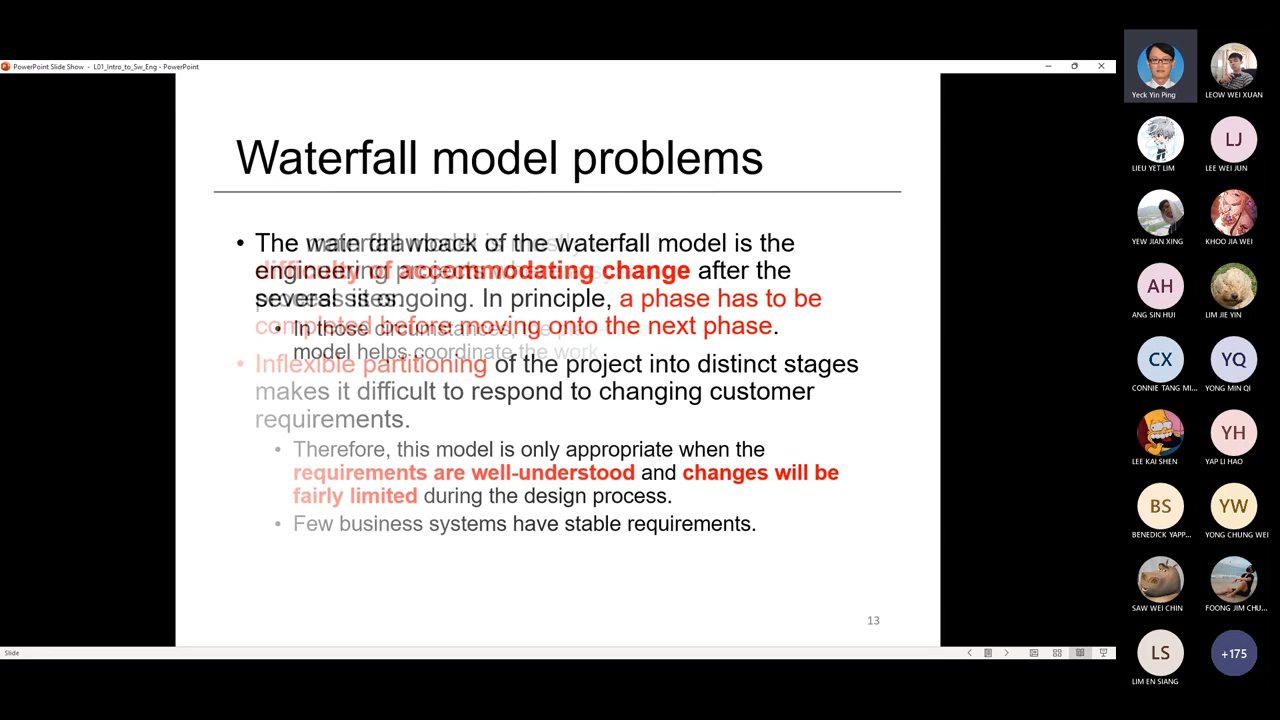 PowerPoint Slide Show - L01_Intro_to_Sw_Eng - PowerPoint
Waterfall model problems
• The main drawback of the waterfall model is the
difficulty of accommodating change after the
process is ongoing. In principle, a phase has to be
completed before moving onto the next phase.
• In those circumstances, the
model helps coordinate the work.
• Inflexible partitioning of the project into distinct stages
makes it difficult to respond to changing customer
requirements.
• Therefore, this model is only appropriate when the
requirements are well-understood and changes will be
fairly limited during the design process.
• Few business systems have stable requirements.
13
Slide
Yeck Yin Ping
LEOW WEI XUAN
LIEU YET LIM
LJ
LEE WEI JUN
YEW JIAN XING
KHOO JIA WEI
AH
ANG SIN HUI
LIM JIE YIN
CX
CONNIE TANG MI...
YQ
YONG MIN QI
LEE KAI SHEN
YH
YAP LI HAO
BS
BENEDICK YAPP...
YW
YONG CHUNG WEI
SAW WEI CHIN
FOONG JIM CHU...
LS
LIM EN SIANG
+175